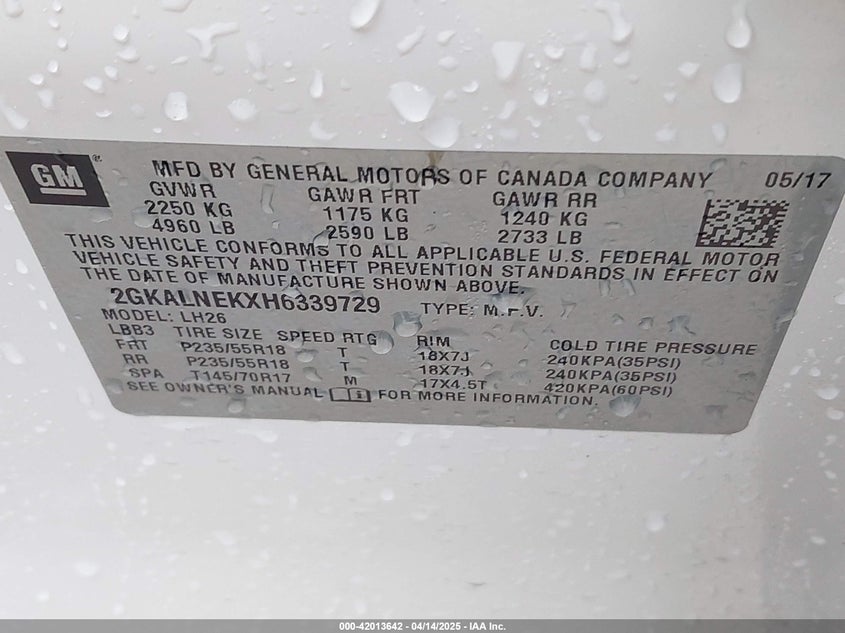 GM®
MFD BY GENERAL MOTORS OF CANADA COMPANY 05/17
GVWR GAWR FRT GAWR RR
2250 KG 1175 KG 1240 KG
4960 LB 2590 LB 2733 LB
THIS VEHICLE CONFORMS TO ALL APPLICABLE U.S. FEDERAL MOTOR
VEHICLE SAFETY AND THEFT PREVENTION STANDARDS IN EFFECT ON
THE DATE OF MANUFACTURE SHOWN ABOVE.
2GKALNEKXH6339729 TYPE: M.P.V.
MODEL: LH26
LBB3 TIRE SIZE SPEED RTG RIM COLD TIRE PRESSURE
FRT P235/55R18 T 18X7J 240KPA(35PSI)
RR P235/55R18 T 18X7J 240KPA(35PSI)
SPA T145/70R17 M 17X4.5T 420KPA(60PSI)
SEE OWNER'S MANUAL FOR MORE INFORMATION.
000-42013642 - 04/14/2025 - IAA Inc.